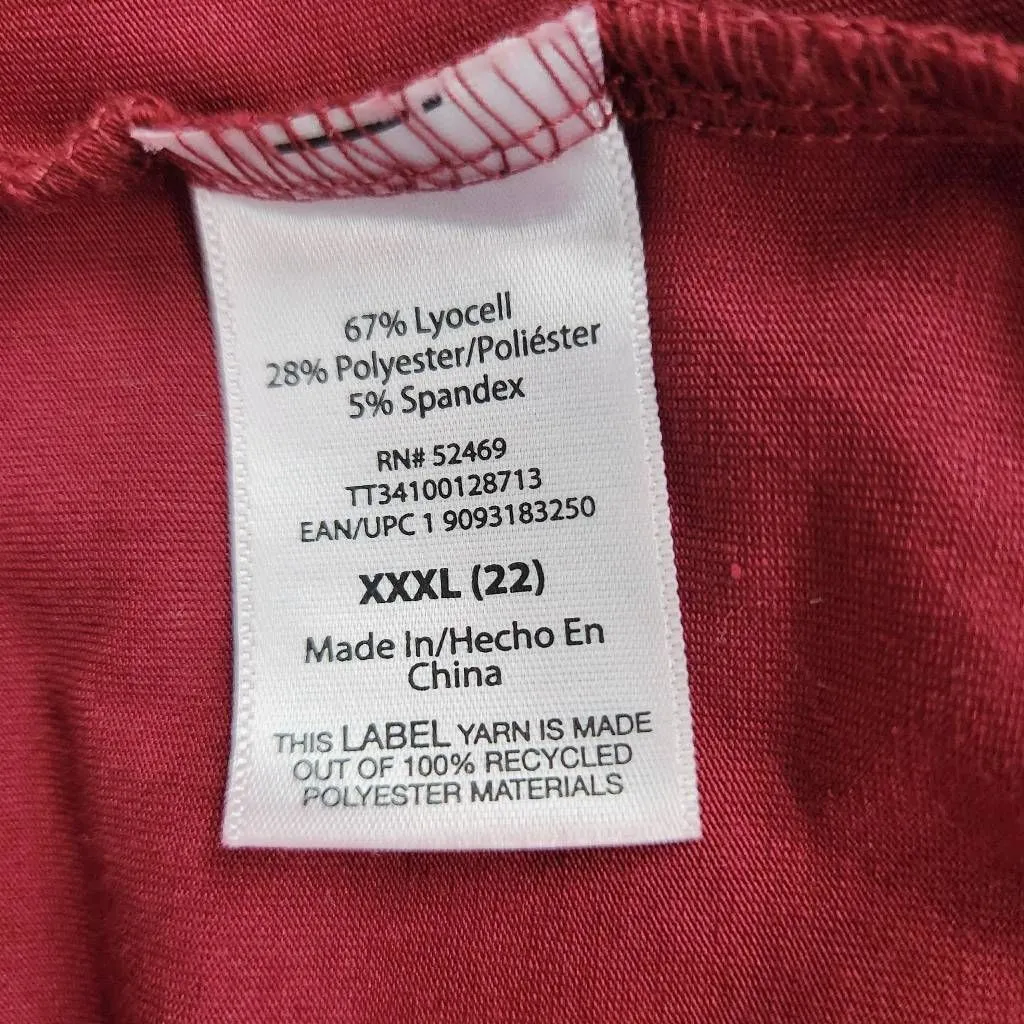 67% Lyocell
28% Polyester/Poliéster
5% Spandex
RN# 52469
TT34100128713
EAN/UPC 1 9093183250
XXXL (22)
Made In/Hecho En
China
THIS LABEL YARN IS MADE
OUT OF 100% RECYCLED
POLYESTER MATERIALS